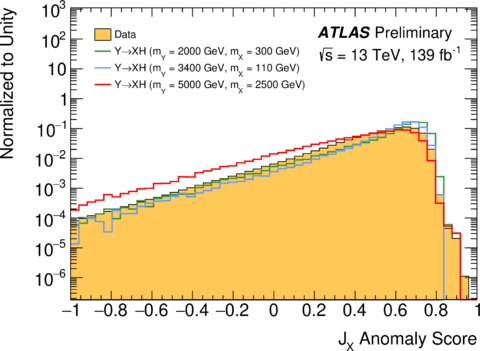 Normalized to Unity
10³
10²
10
1
10⁻¹
10⁻²
10⁻³
10⁻⁴
10⁻⁵
10⁻⁶
Data
Y→XH (m_Y = 2000 GeV, m_X = 300 GeV)
Y→XH (m_Y = 3400 GeV, m_X = 110 GeV)
Y→XH (m_Y = 5000 GeV, m_X = 2500 GeV)
ATLAS Preliminary
√s = 13 TeV, 139 fb⁻¹
−1 −0.8 −0.6 −0.4 −0.2 0 0.2 0.4 0.6 0.8 1
J_X Anomaly Score